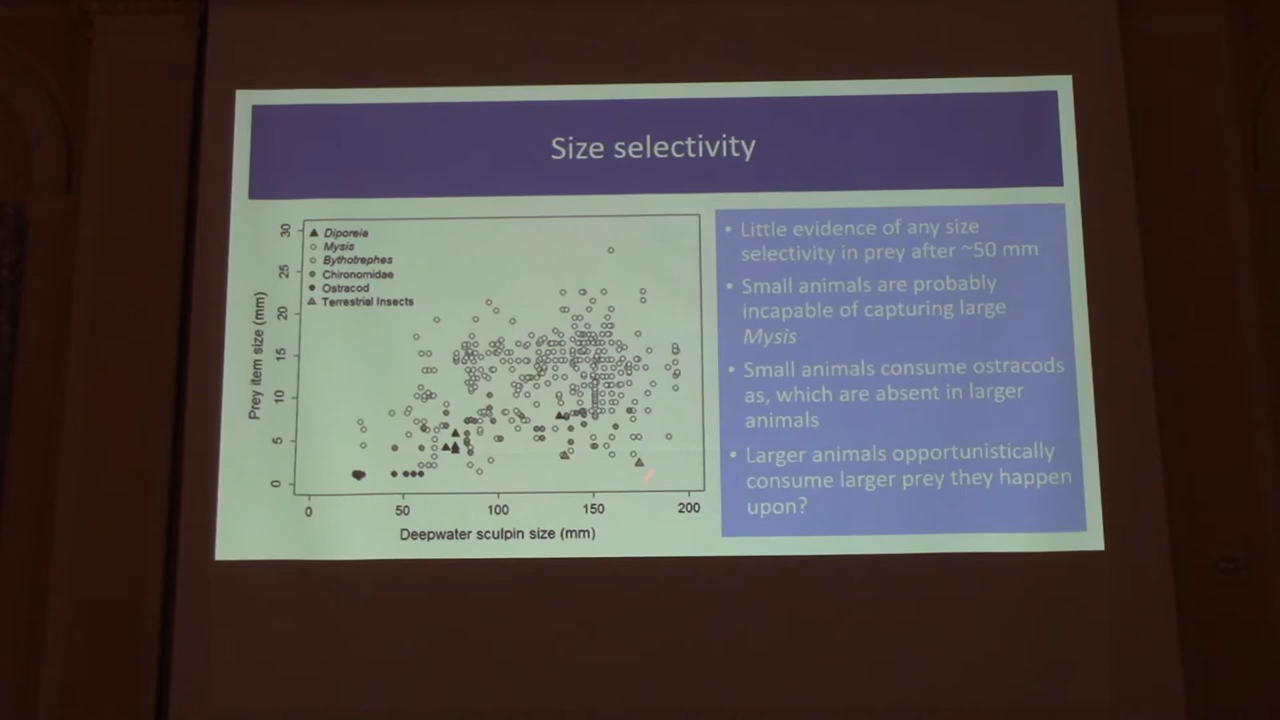 Size selectivity
30
25
20
15
10
5
0
Prey item size (mm)
Diporeia
Mysis
Bythotrephes
Chironomidae
Ostracod
Terrestrial Insects
0 50 100 150 200
Deepwater sculpin size (mm)
• Little evidence of any size
selectivity in prey after ~50 mm
• Small animals are probably
incapable of capturing large
Mysis
• Small animals consume ostracods
as, which are absent in larger
animals
• Larger animals opportunistically
consume larger prey they happen
upon?